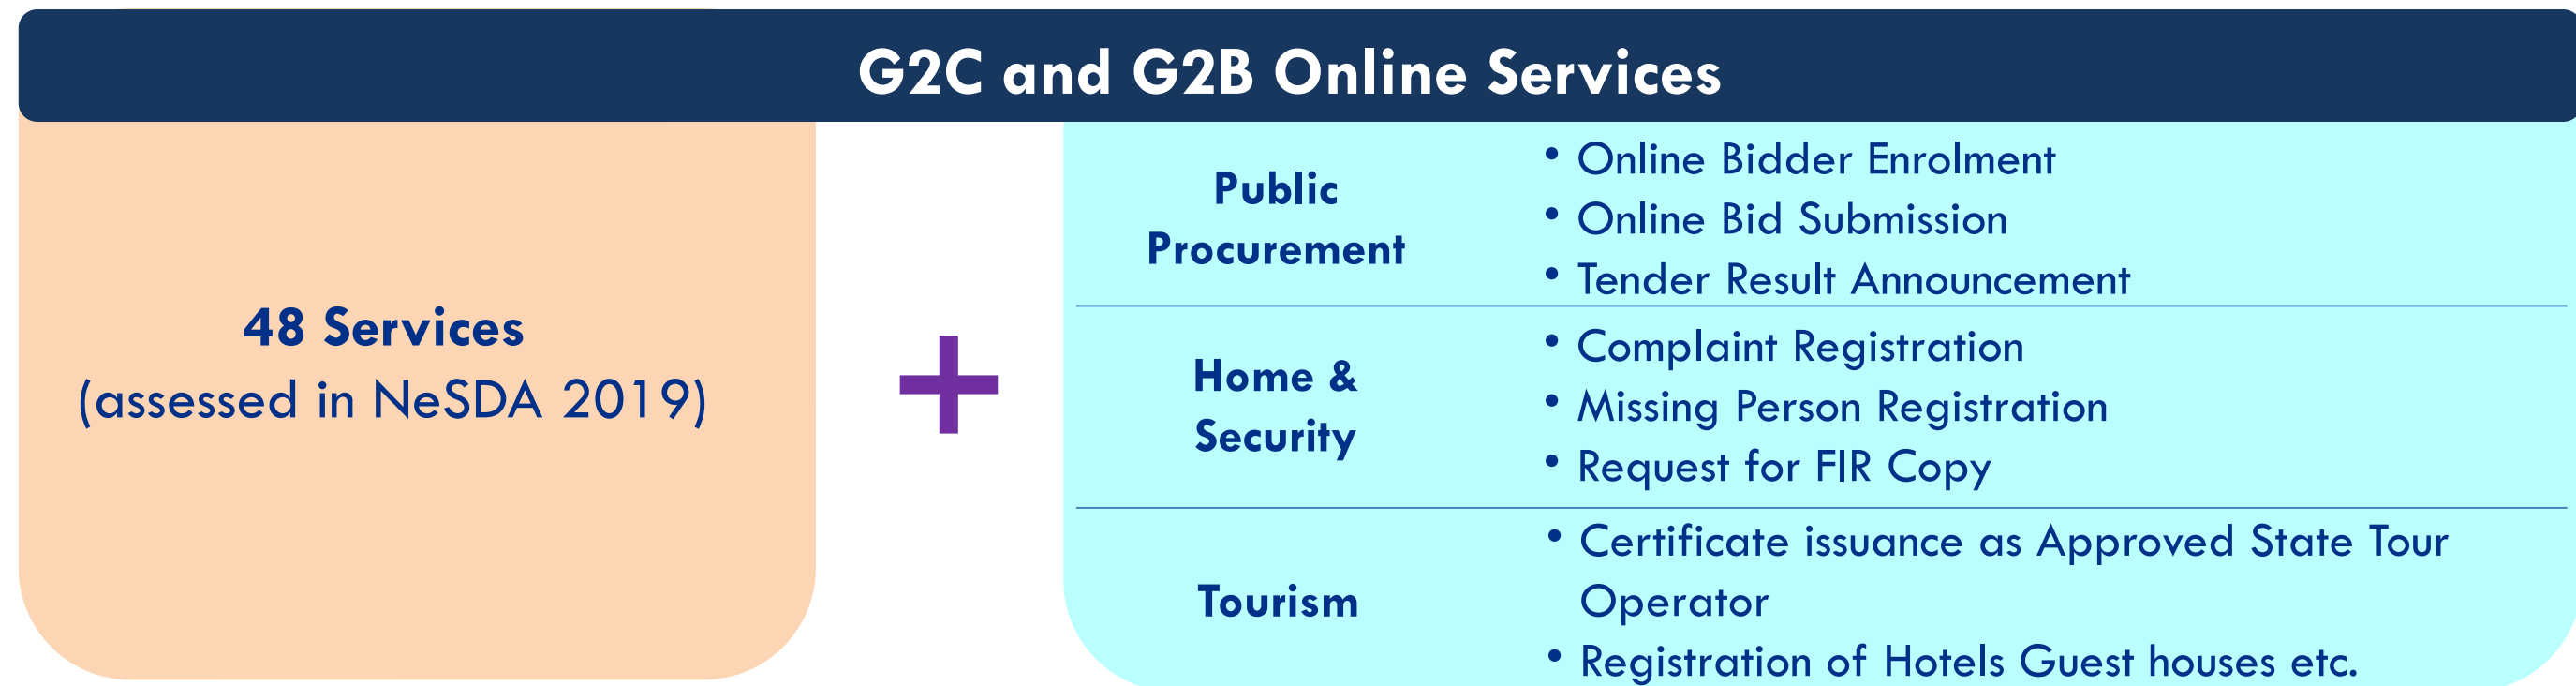 G2C and G2B Online Services
48 Services
(assessed in NeSDA 2019)
+
Public
Procurement
• Online Bidder Enrolment
• Online Bid Submission
• Tender Result Announcement
Home &
Security
• Complaint Registration
• Missing Person Registration
• Request for FIR Copy
Tourism
• Certificate issuance as Approved State Tour
Operator
• Registration of Hotels Guest houses etc.